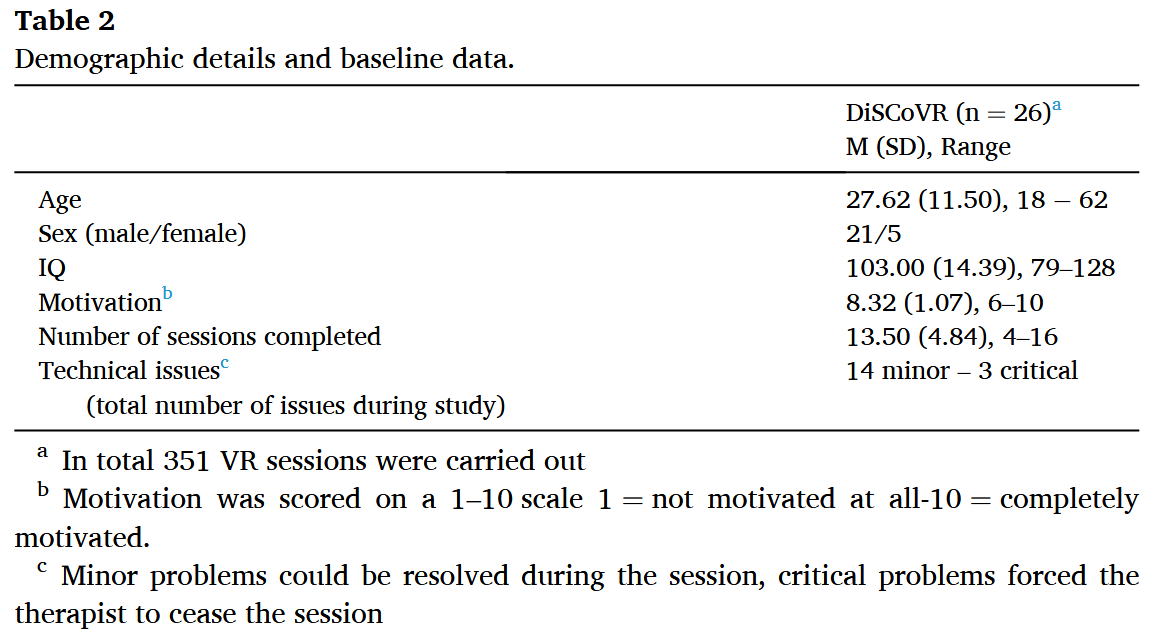 Table 2
Demographic details and baseline data.
DiSCoVR (n = 26)a
M (SD), Range
Age 27.62 (11.50), 18 – 62
Sex (male/female) 21/5
IQ 103.00 (14.39), 79–128
Motivationb 8.32 (1.07), 6–10
Number of sessions completed 13.50 (4.84), 4–16
Technical issuesc 14 minor – 3 critical
(total number of issues during study)
a In total 351 VR sessions were carried out
b Motivation was scored on a 1–10 scale 1 = not motivated at all-10 = completely
motivated.
c Minor problems could be resolved during the session, critical problems forced the
therapist to cease the session